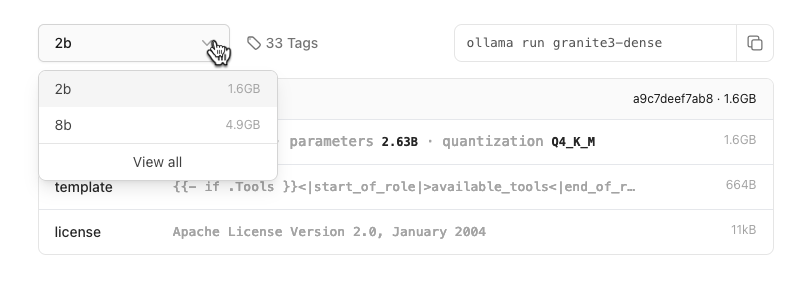 2b
33 Tags
ollama run granite3-dense
2b 1.6GB
8b 4.9GB
View all
a9c7deef7ab8 · 1.6GB
· parameters 2.63B · quantization Q4_K_M 1.6GB
template {{- if .Tools }}<|start_of_role|>available_tools<|end_of_r… 664B
license Apache License Version 2.0, January 2004 11kB